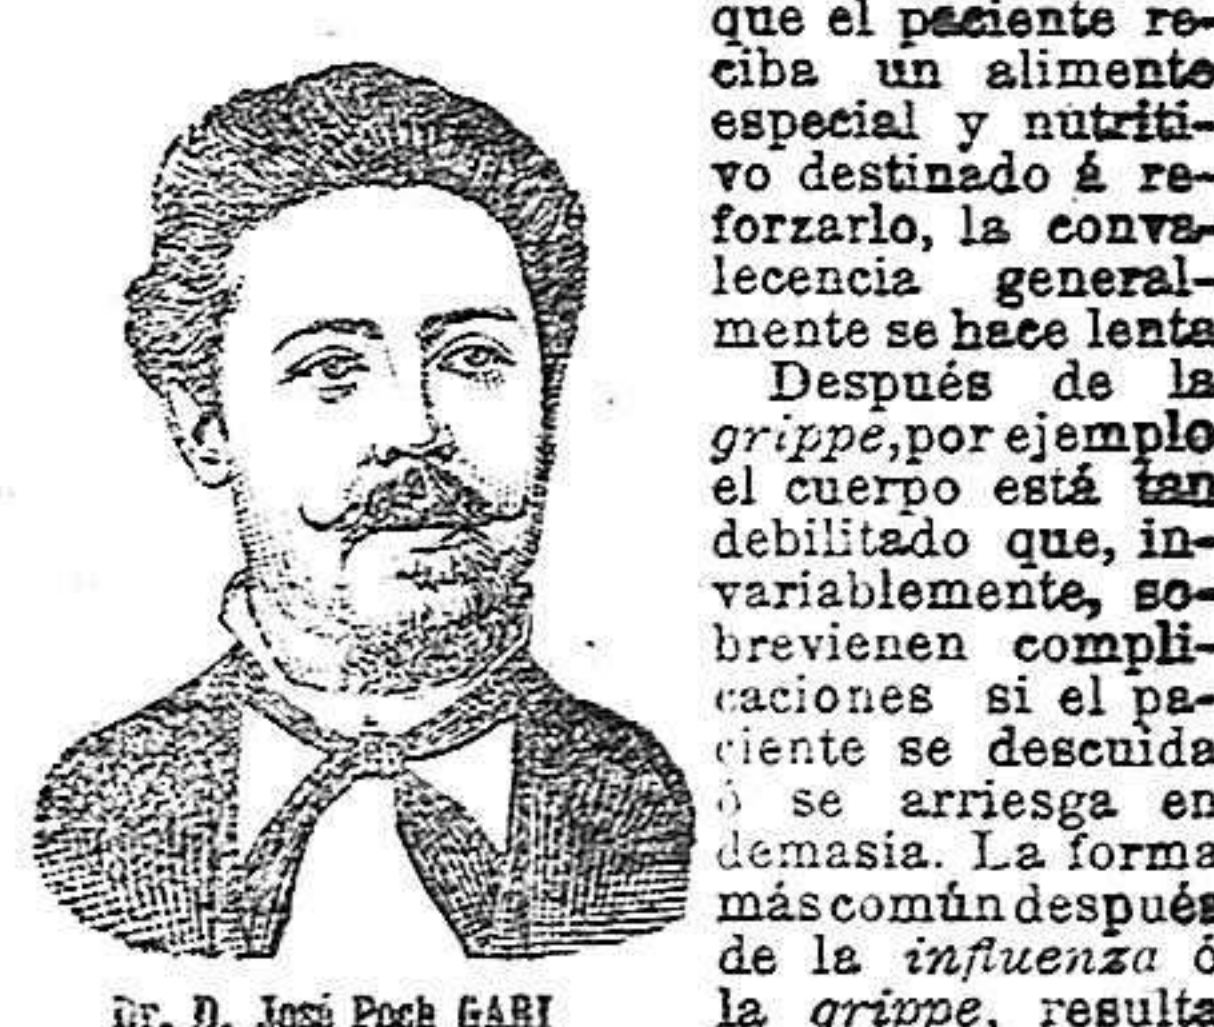 que el paciente re-
ciba un alimento
especial y nutriti-
vo destinado á re-
forzarlo, la conva-
lecencia general-
mente se hace lenta
Después de la
grippe, por ejemplo
el cuerpo está tan
debilitado que, in-
variablemente, so-
brevienen compli-
caciones si el pa-
ciente se descuida
ó se arriesga en
demasia. La forma
más común después
de la influenza ó
la grippe, resulta
Dr. D. José Poch GABI